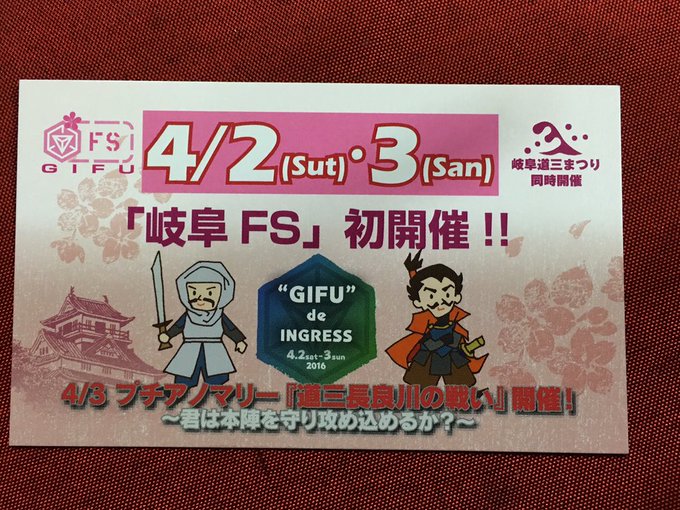 FS
GIFU
4/2(Sut)・3(San)
岐阜道三まつり
同時開催
「岐阜 FS」初開催!!
"GIFU"
de
INGRESS
4.2sat-3sun
2016
4/3 プチアノマリー『道三長良川の戦い』開催!
～君は本陣を守り攻め込めるか?～